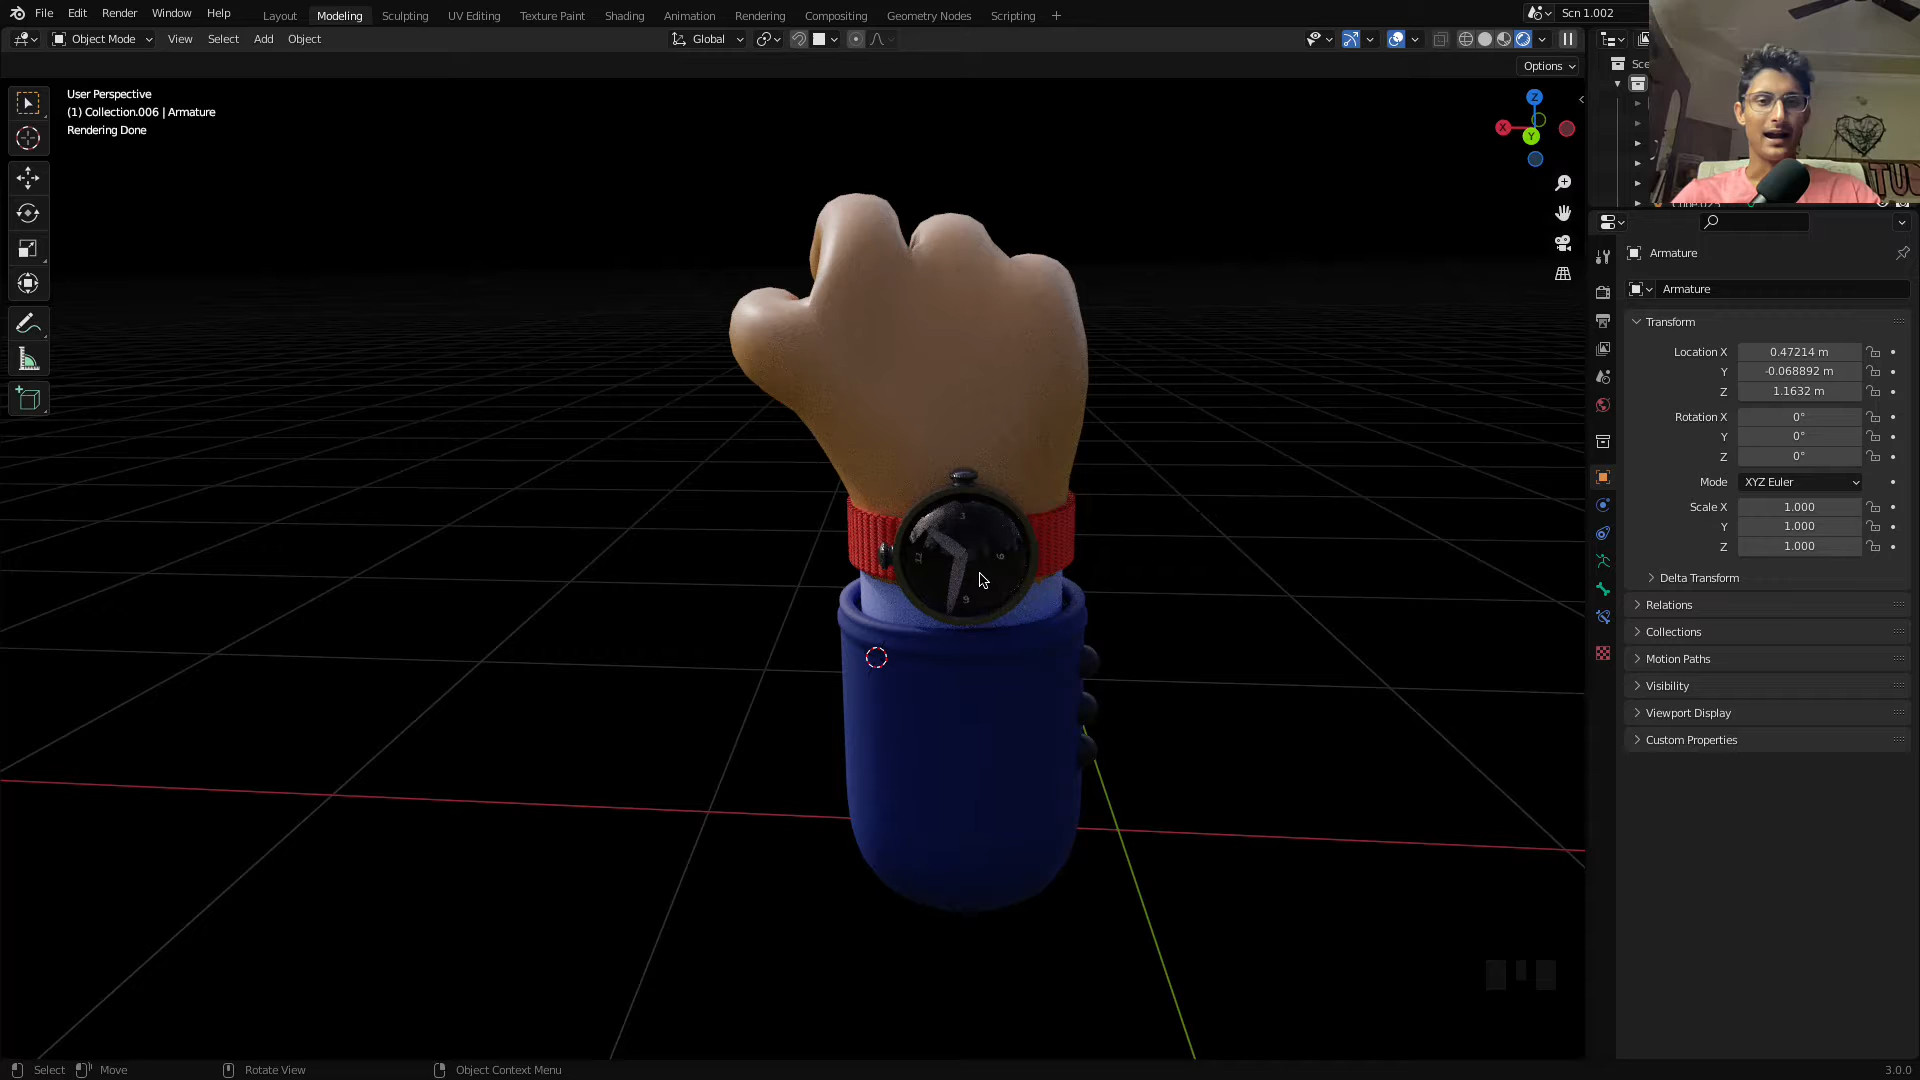 File Edit Render Window Help
Layout Modeling Sculpting UV Editing Texture Paint Shading Animation Rendering Compositing Geometry Nodes Scripting +
Scn 1.002
Object Mode View Select Add Object
Global
Options
User Perspective
(1) Collection.006 | Armature
Rendering Done
Z
X
Y
Sce
Armature
Armature
Transform
Location X 0.47214 m
Y -0.068892 m
Z 1.1632 m
Rotation X 0°
Y 0°
Z 0°
Mode XYZ Euler
Scale X 1.000
Y 1.000
Z 1.000
Delta Transform
Relations
Collections
Motion Paths
Visibility
Viewport Display
Custom Properties
3
Select Move Rotate View Object Context Menu
3.0.0